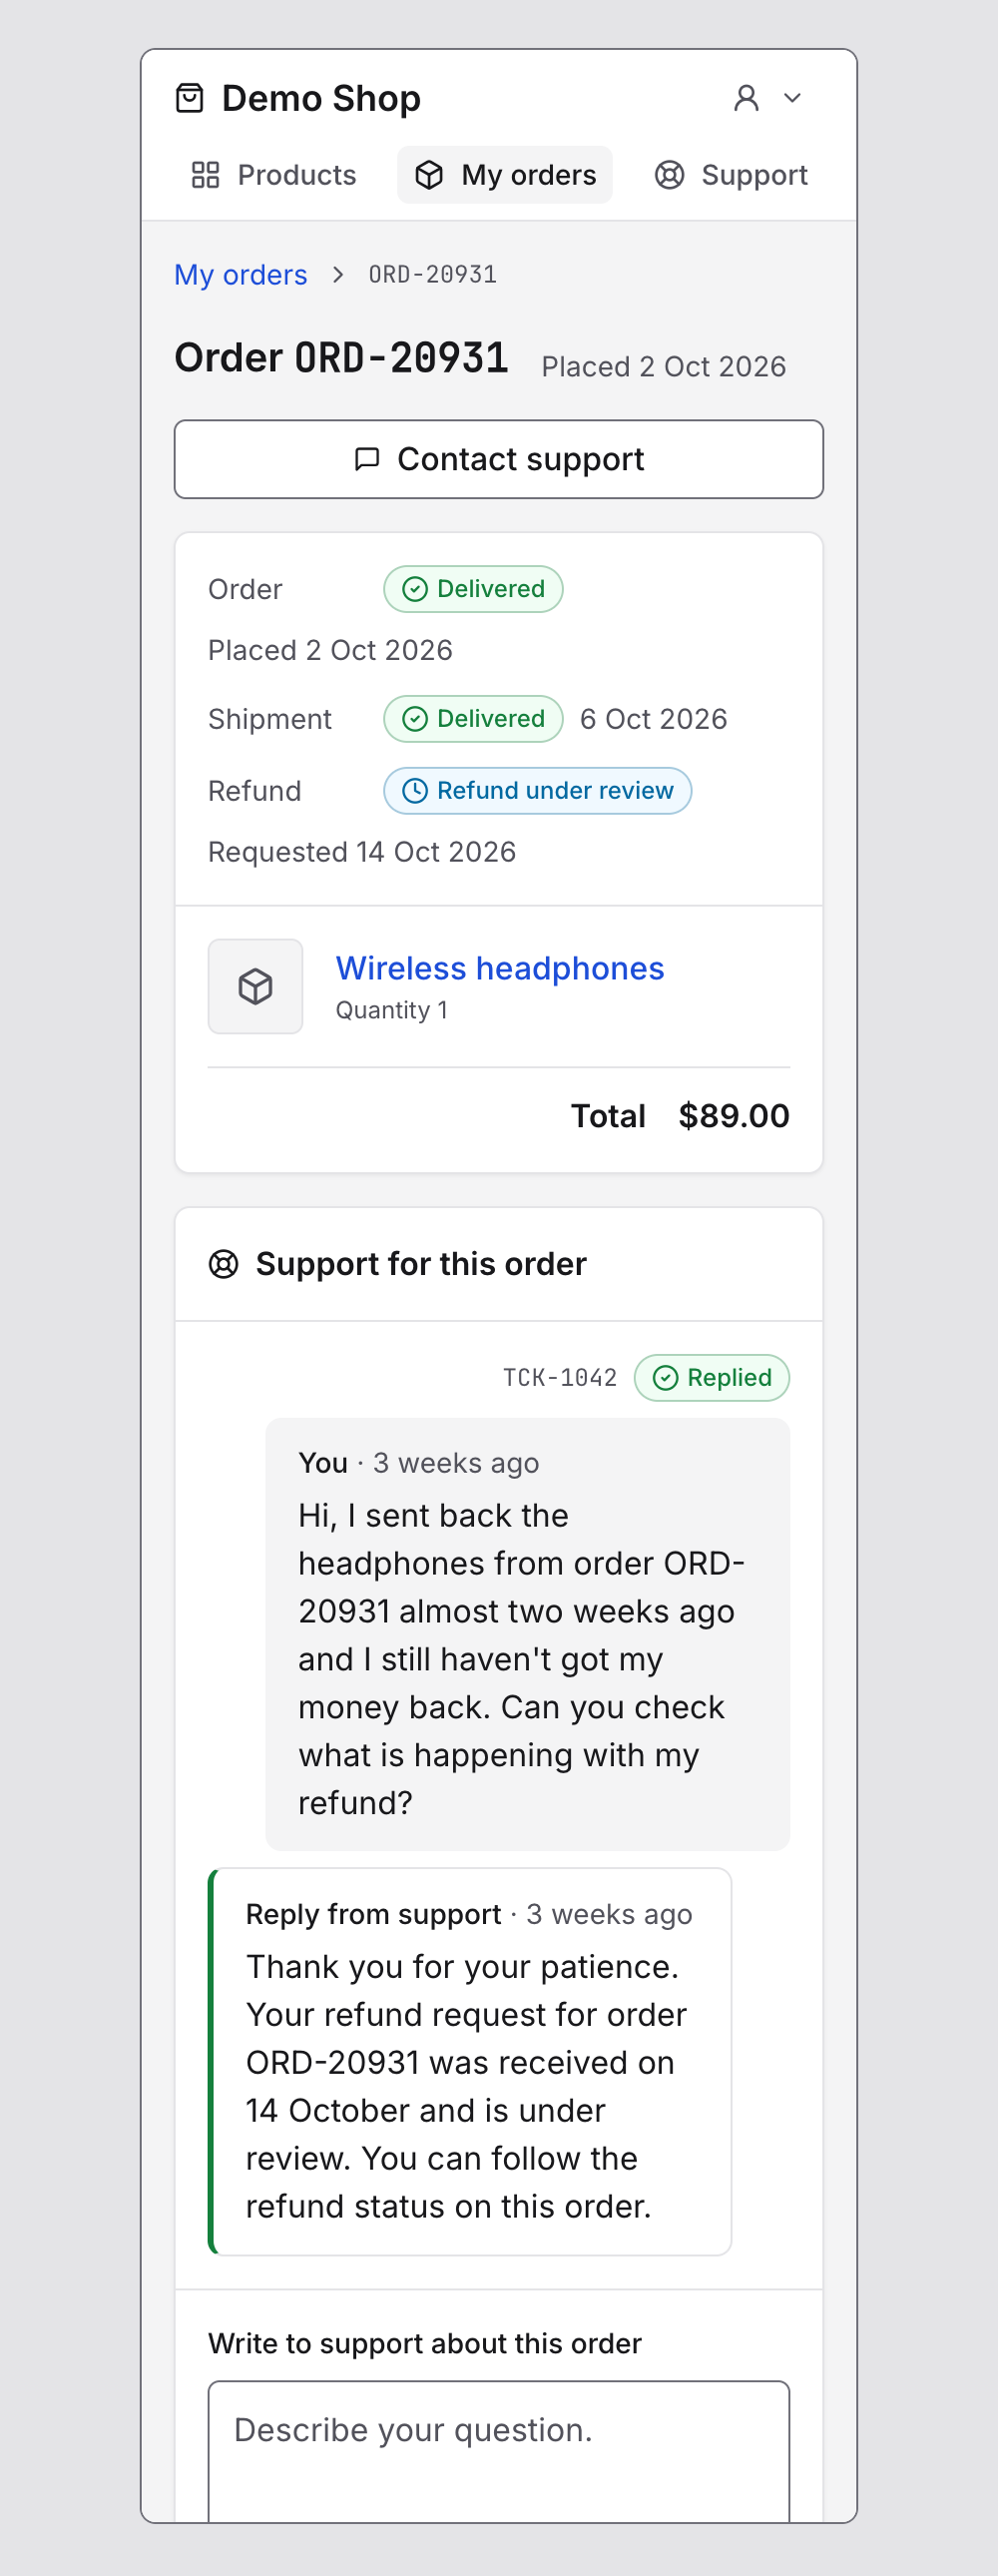 Demo Shop
Products
My orders
Support
My orders > ORD-20931
Order ORD-20931 Placed 2 Oct 2026
Contact support
Order Delivered
Placed 2 Oct 2026
Shipment Delivered 6 Oct 2026
Refund Refund under review
Requested 14 Oct 2026
Wireless headphones
Quantity 1
Total $89.00
Support for this order
TCK-1042 Replied
You · 3 weeks ago
Hi, I sent back the
headphones from order ORD-
20931 almost two weeks ago
and I still haven't got my
money back. Can you check
what is happening with my
refund?
Reply from support · 3 weeks ago
Thank you for your patience.
Your refund request for order
ORD-20931 was received on
14 October and is under
review. You can follow the
refund status on this order.
Write to support about this order
Describe your question.